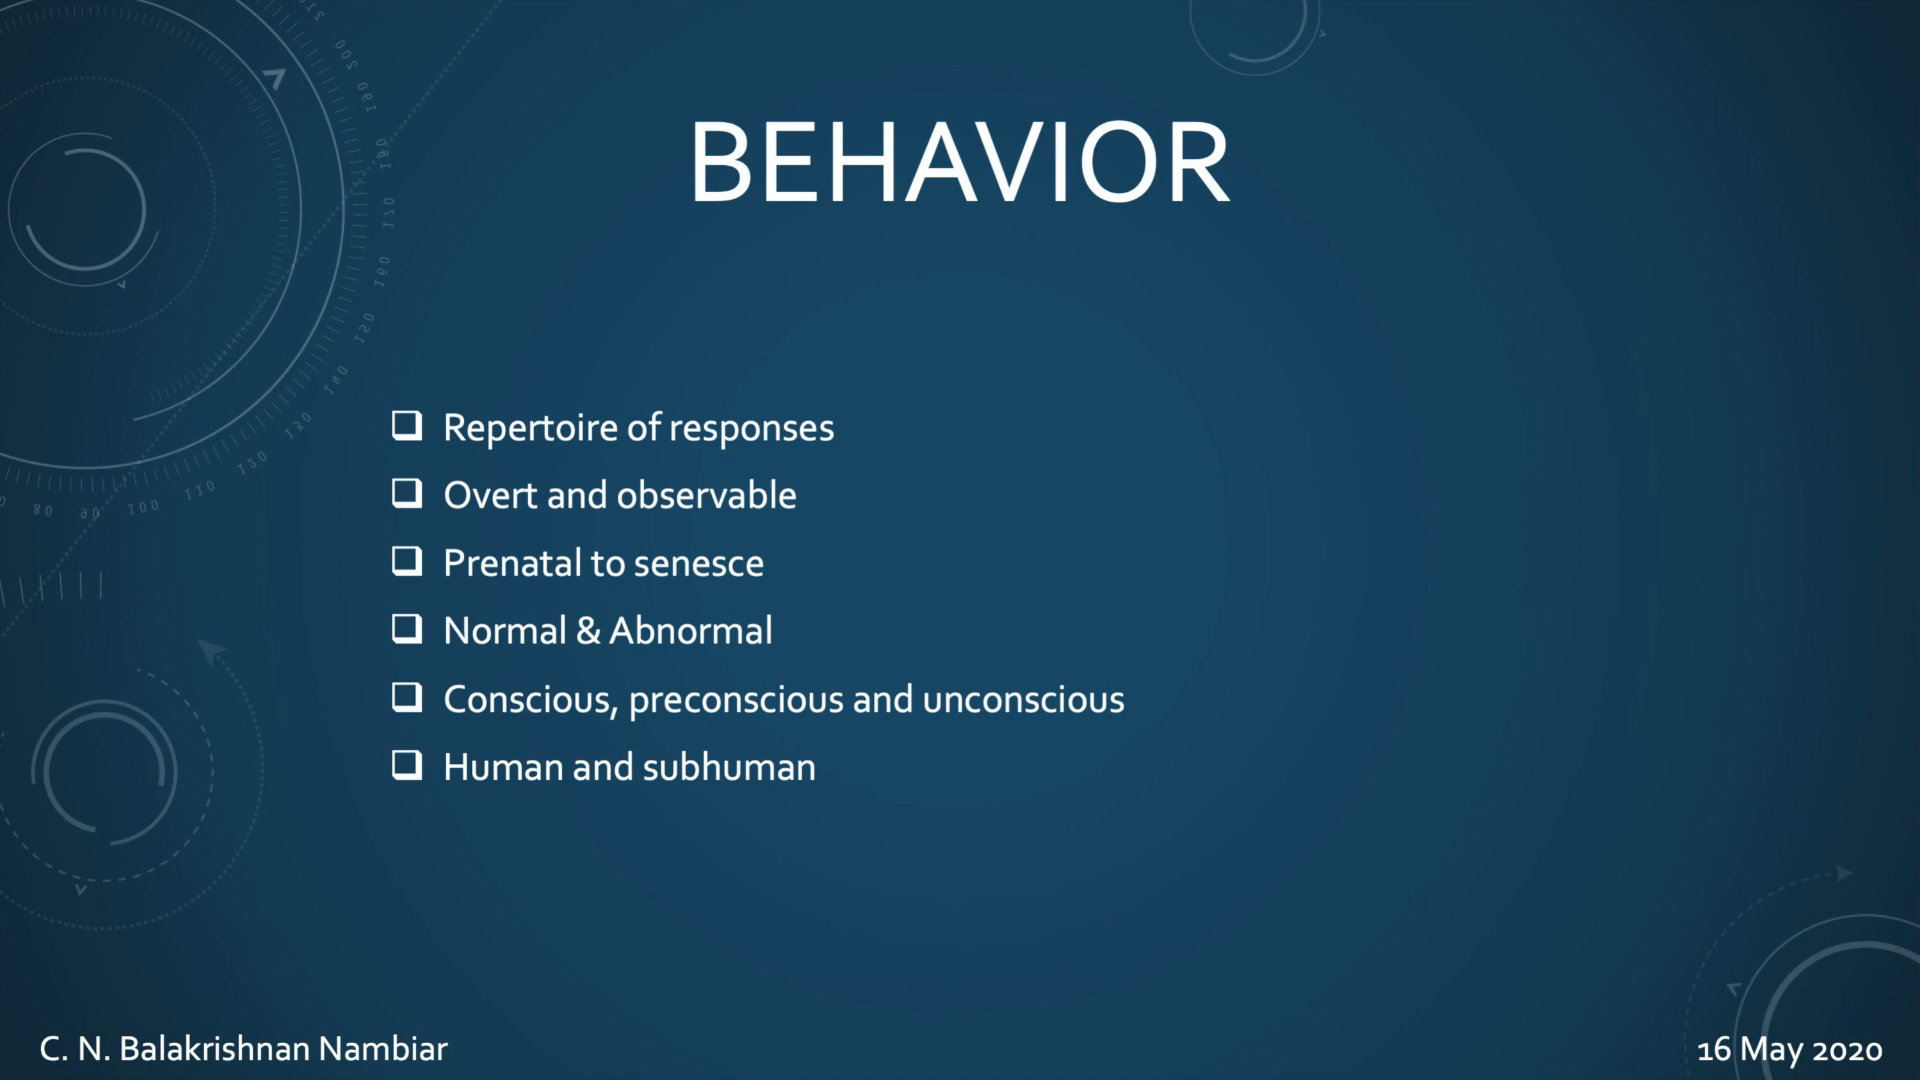 BEHAVIOR
Repertoire of responses
Overt and observable
Prenatal to senesce
Normal & Abnormal
Conscious, preconscious and unconscious
Human and subhuman
C. N. Balakrishnan Nambiar
16 May 2020